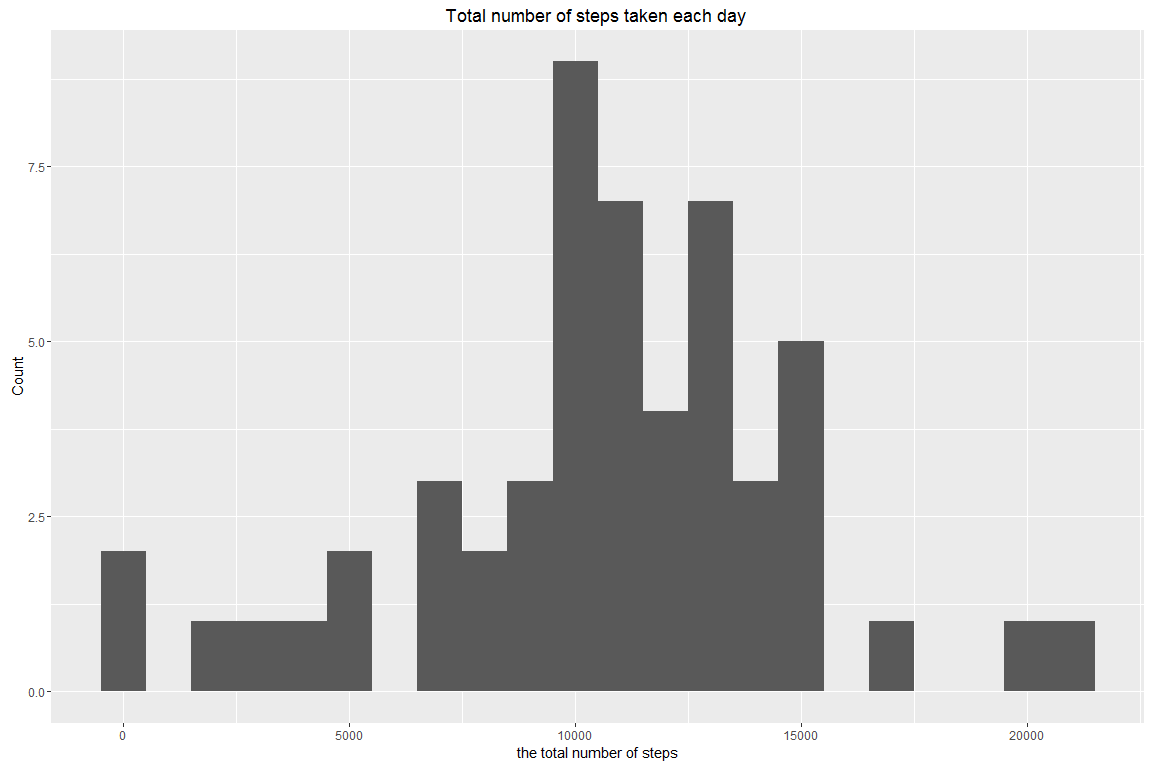 Total number of steps taken each day
7.5
5.0
2.5
0.0
Count
0 5000 10000 15000 20000
the total number of steps